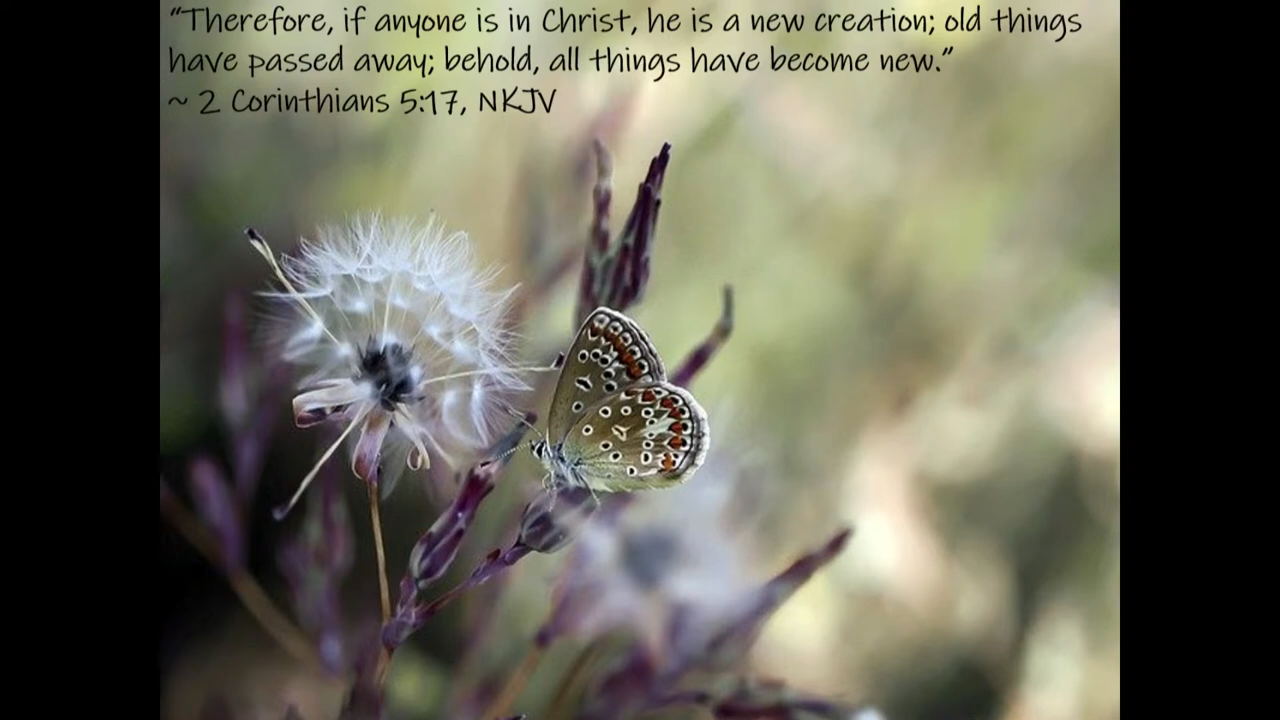 “Therefore, if anyone is in Christ, he is a new creation; old things
have passed away; behold, all things have become new.”
~ 2 Corinthians 5:17, NKJV